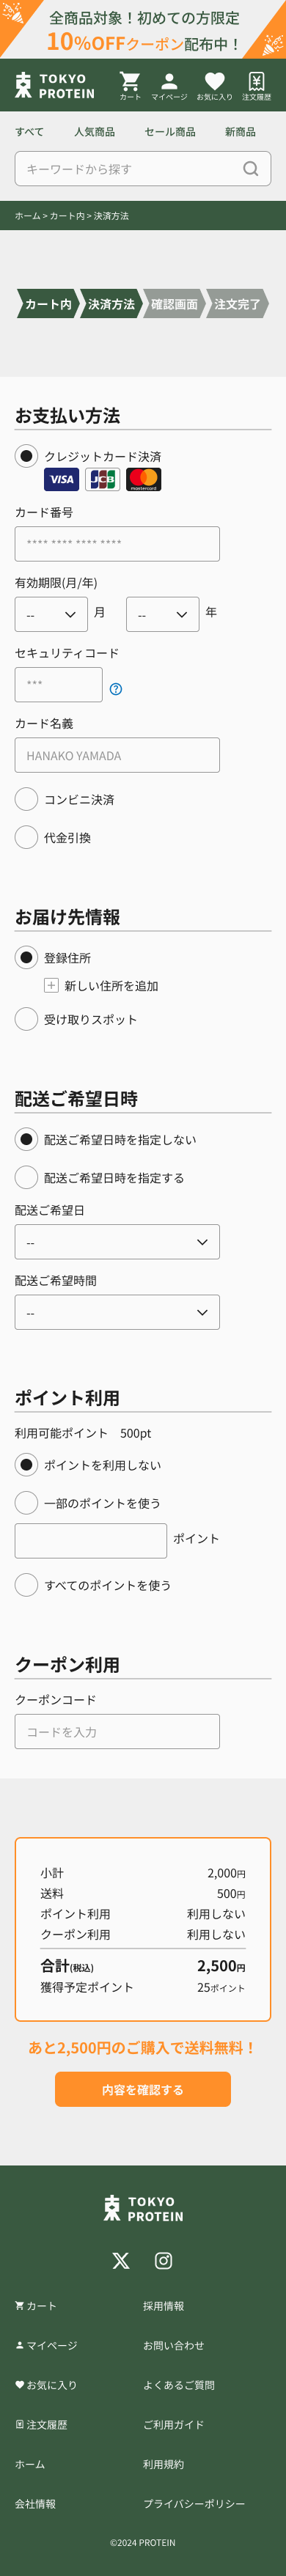 全商品対象！初めての方限定
10%OFFクーポン配布中！
TOKYO
PROTEIN
カート マイページ お気に入り 注文履歴
すべて 人気商品 セール商品 新商品
キーワードから探す
ホーム > カート内 > 決済方法
カート内 決済方法 確認画面 注文完了
お支払い方法
クレジットカード決済
VISA JCB mastercard
カード番号
**** **** **** ****
有効期限(月/年)
-- 月 -- 年
セキュリティコード
*** ?
カード名義
HANAKO YAMADA
コンビニ決済
代金引換
お届け先情報
登録住所
新しい住所を追加
受け取りスポット
配送ご希望日時
配送ご希望日時を指定しない
配送ご希望日時を指定する
配送ご希望日
--
配送ご希望時間
--
ポイント利用
利用可能ポイント 500pt
ポイントを利用しない
一部のポイントを使う
ポイント
すべてのポイントを使う
クーポン利用
クーポンコード
コードを入力
小計 2,000円
送料 500円
ポイント利用 利用しない
クーポン利用 利用しない
合計(税込) 2,500円
獲得予定ポイント 25ポイント
あと2,500円のご購入で送料無料！
内容を確認する
TOKYO
PROTEIN
カート 採用情報
マイページ お問い合わせ
お気に入り よくあるご質問
注文履歴 ご利用ガイド
ホーム 利用規約
会社情報 プライバシーポリシー
©2024 PROTEIN